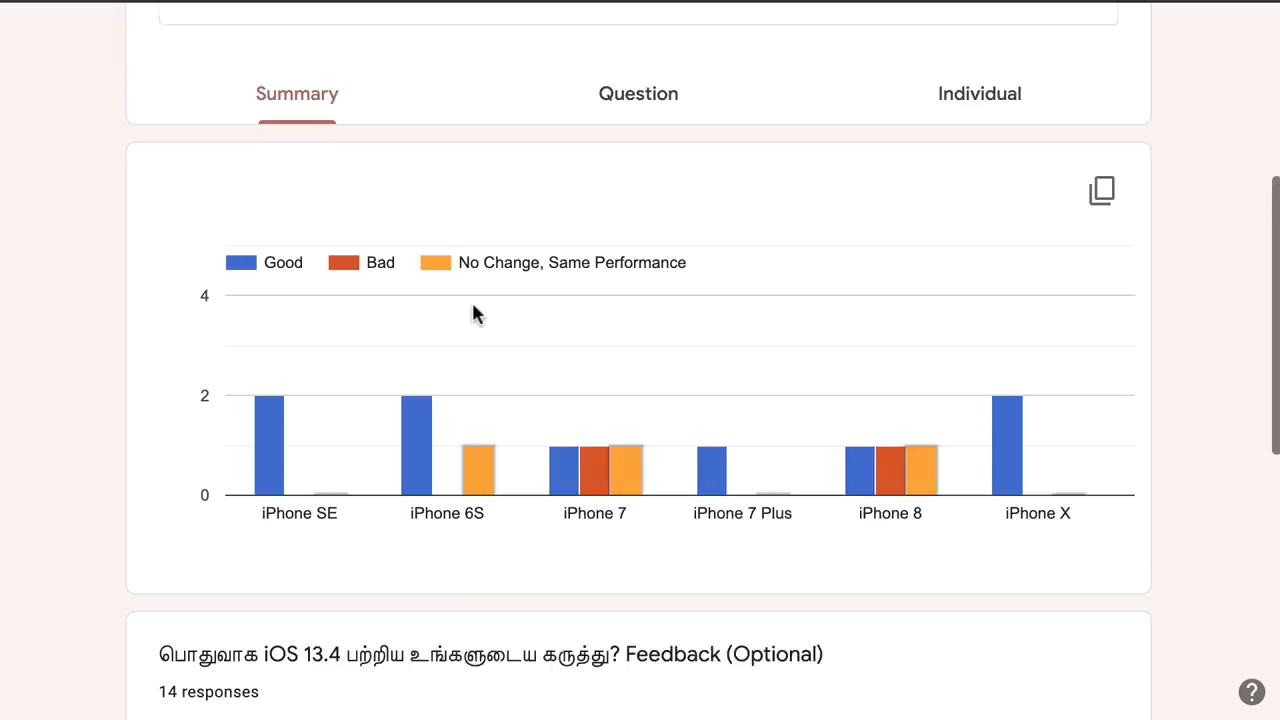 Summary Question Individual
Good Bad No Change, Same Performance
4
2
0
iPhone SE iPhone 6S iPhone 7 iPhone 7 Plus iPhone 8 iPhone X
பொதுவாக iOS 13.4 பற்றிய உங்களுடைய கருத்து? Feedback (Optional)
14 responses
?